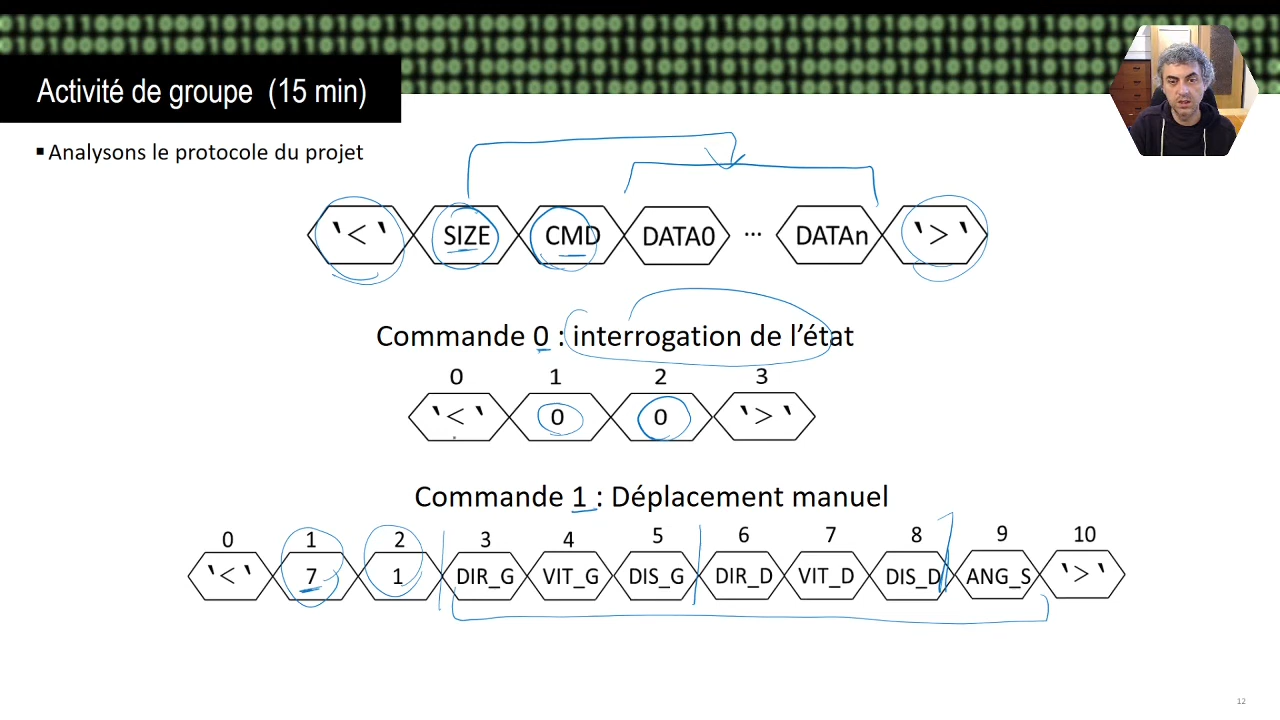 Activité de groupe (15 min)
▪Analysons le protocole du projet
'<' SIZE CMD DATA0 ... DATAn '>'
Commande 0 : interrogation de l'état
0 1 2 3
'<' 0 0 '>'
Commande 1 : Déplacement manuel
0 1 2 3 4 5 6 7 8 9 10
'<' 7 1 DIR_G VIT_G DIS_G DIR_D VIT_D DIS_D ANG_S '>'
12